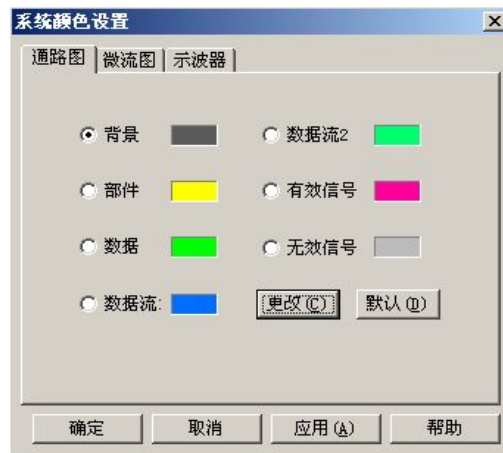 系统颜色设置
通路图 微流图 示波器
背景 数据流2
部件 有效信号
数据 无效信号
数据流: 更改(C) 默认(D)
确定 取消 应用(A) 帮助